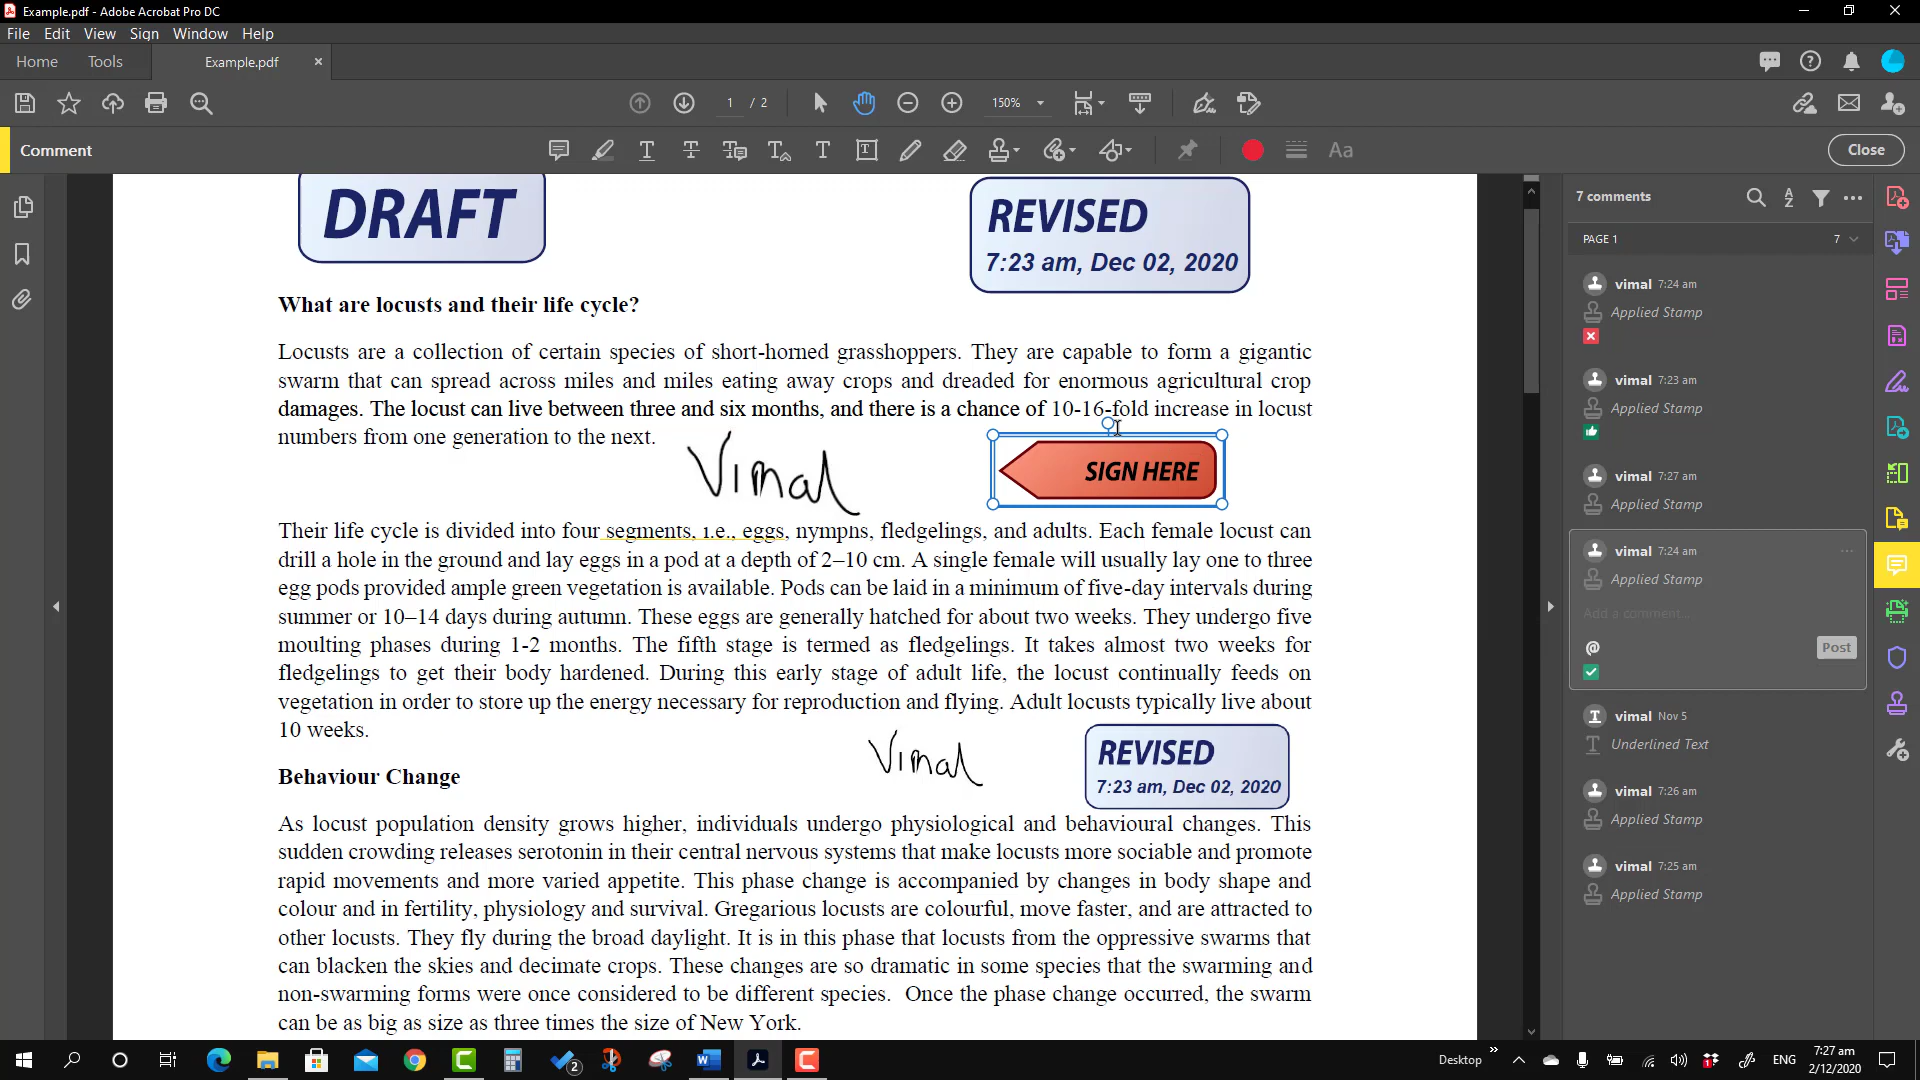 Example.pdf - Adobe Acrobat Pro DC
File Edit View Sign Window Help
Home Tools Example.pdf
1 / 2 150%
Comment Close
DRAFT
REVISED
7:23 am, Dec 02, 2020
What are locusts and their life cycle?
Locusts are a collection of certain species of short-horned grasshoppers. They are capable to form a gigantic
swarm that can spread across miles and miles eating away crops and dreaded for enormous agricultural crop
damages. The locust can live between three and six months, and there is a chance of 10-16-fold increase in locust
numbers from one generation to the next.
Vimal
SIGN HERE
Their life cycle is divided into four segments, i.e., eggs, nymphs, fledgelings, and adults. Each female locust can
drill a hole in the ground and lay eggs in a pod at a depth of 2–10 cm. A single female will usually lay one to three
egg pods provided ample green vegetation is available. Pods can be laid in a minimum of five-day intervals during
summer or 10–14 days during autumn. These eggs are generally hatched for about two weeks. They undergo five
moulting phases during 1-2 months. The fifth stage is termed as fledgelings. It takes almost two weeks for
fledgelings to get their body hardened. During this early stage of adult life, the locust continually feeds on
vegetation in order to store up the energy necessary for reproduction and flying. Adult locusts typically live about
10 weeks.
Vimal
REVISED
7:23 am, Dec 02, 2020
Behaviour Change
As locust population density grows higher, individuals undergo physiological and behavioural changes. This
sudden crowding releases serotonin in their central nervous systems that make locusts more sociable and promote
rapid movements and more varied appetite. This phase change is accompanied by changes in body shape and
colour and in fertility, physiology and survival. Gregarious locusts are colourful, move faster, and are attracted to
other locusts. They fly during the broad daylight. It is in this phase that locusts from the oppressive swarms that
can blacken the skies and decimate crops. These changes are so dramatic in some species that the swarming and
non-swarming forms were once considered to be different species. Once the phase change occurred, the swarm
can be as big as size as three times the size of New York.
7 comments
PAGE 1 7
vimal 7:24 am
Applied Stamp
vimal 7:23 am
Applied Stamp
vimal 7:27 am
Applied Stamp
vimal 7:24 am
Applied Stamp
Add a comment...
@ Post
vimal Nov 5
Underlined Text
vimal 7:26 am
Applied Stamp
vimal 7:25 am
Applied Stamp
2
Desktop ENG
7:27 am
2/12/2020